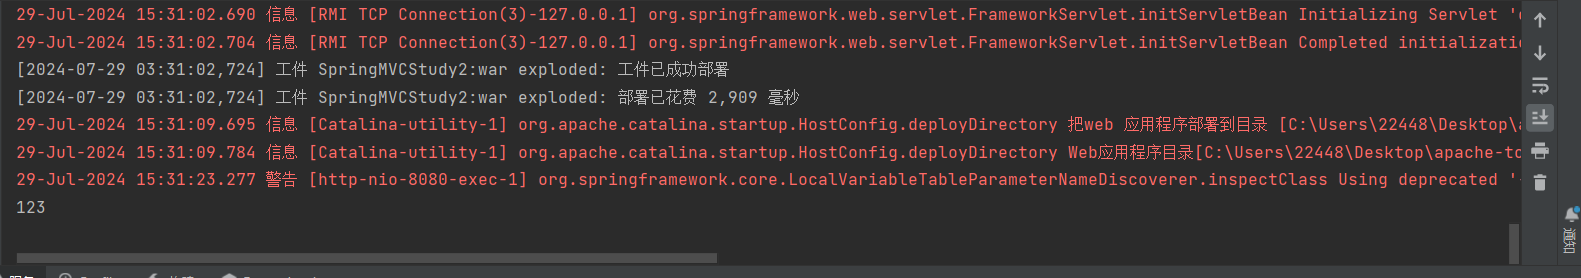 29-Jul-2024 15:31:02.690 信息 [RMI TCP Connection(3)-127.0.0.1] org.springframework.web.servlet.FrameworkServlet.initServletBean Initializing Servlet '
29-Jul-2024 15:31:02.704 信息 [RMI TCP Connection(3)-127.0.0.1] org.springframework.web.servlet.FrameworkServlet.initServletBean Completed initializatio
[2024-07-29 03:31:02,724] 工件 SpringMVCStudy2:war exploded: 工件已成功部署
[2024-07-29 03:31:02,724] 工件 SpringMVCStudy2:war exploded: 部署已花费 2,909 毫秒
29-Jul-2024 15:31:09.695 信息 [Catalina-utility-1] org.apache.catalina.startup.HostConfig.deployDirectory 把web 应用程序部署到目录 [C:\Users\22448\Desktop\a
29-Jul-2024 15:31:09.784 信息 [Catalina-utility-1] org.apache.catalina.startup.HostConfig.deployDirectory Web应用程序目录[C:\Users\22448\Desktop\apache-to
29-Jul-2024 15:31:23.277 警告 [http-nio-8080-exec-1] org.springframework.core.LocalVariableTableParameterNameDiscoverer.inspectClass Using deprecated '-
123
通知